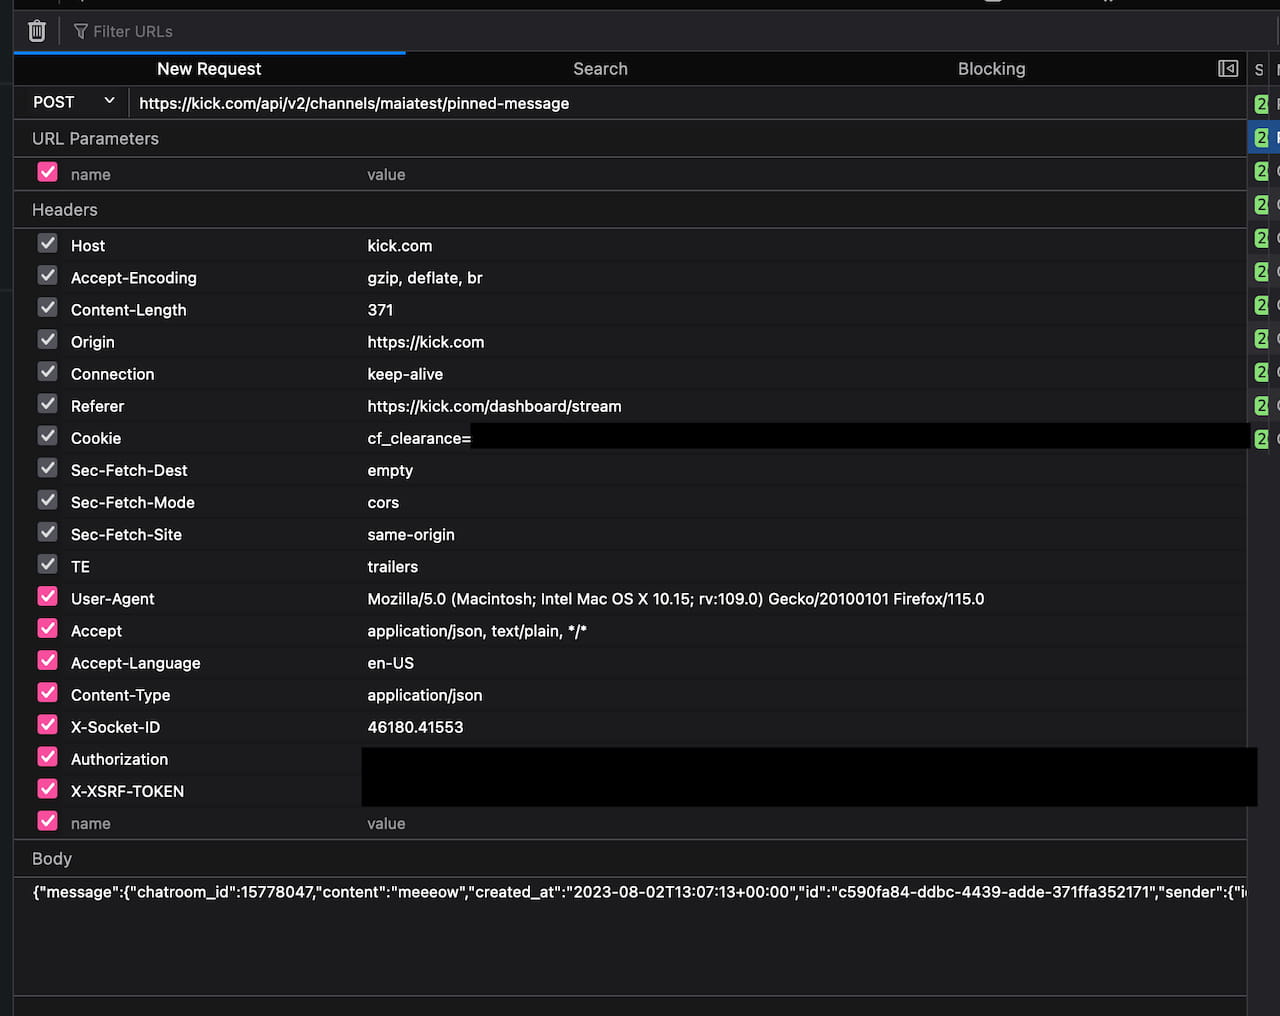 Filter URLs
New Request Search Blocking S
POST https://kick.com/api/v2/channels/maiatest/pinned-message 2
URL Parameters 2
name value 2
Headers 2
Host kick.com 2
Accept-Encoding gzip, deflate, br 2
Content-Length 371 2
Origin https://kick.com 2
Connection keep-alive 2
Referer https://kick.com/dashboard/stream 2
Cookie cf_clearance= 2
Sec-Fetch-Dest empty
Sec-Fetch-Mode cors
Sec-Fetch-Site same-origin
TE trailers
User-Agent Mozilla/5.0 (Macintosh; Intel Mac OS X 10.15; rv:109.0) Gecko/20100101 Firefox/115.0
Accept application/json, text/plain, */*
Accept-Language en-US
Content-Type application/json
X-Socket-ID 46180.41553
Authorization
X-XSRF-TOKEN
name value
Body
{"message":{"chatroom_id":15778047,"content":"meeeow","created_at":"2023-08-02T13:07:13+00:00","id":"c590fa84-ddbc-4439-adde-371ffa352171","sender":{"i